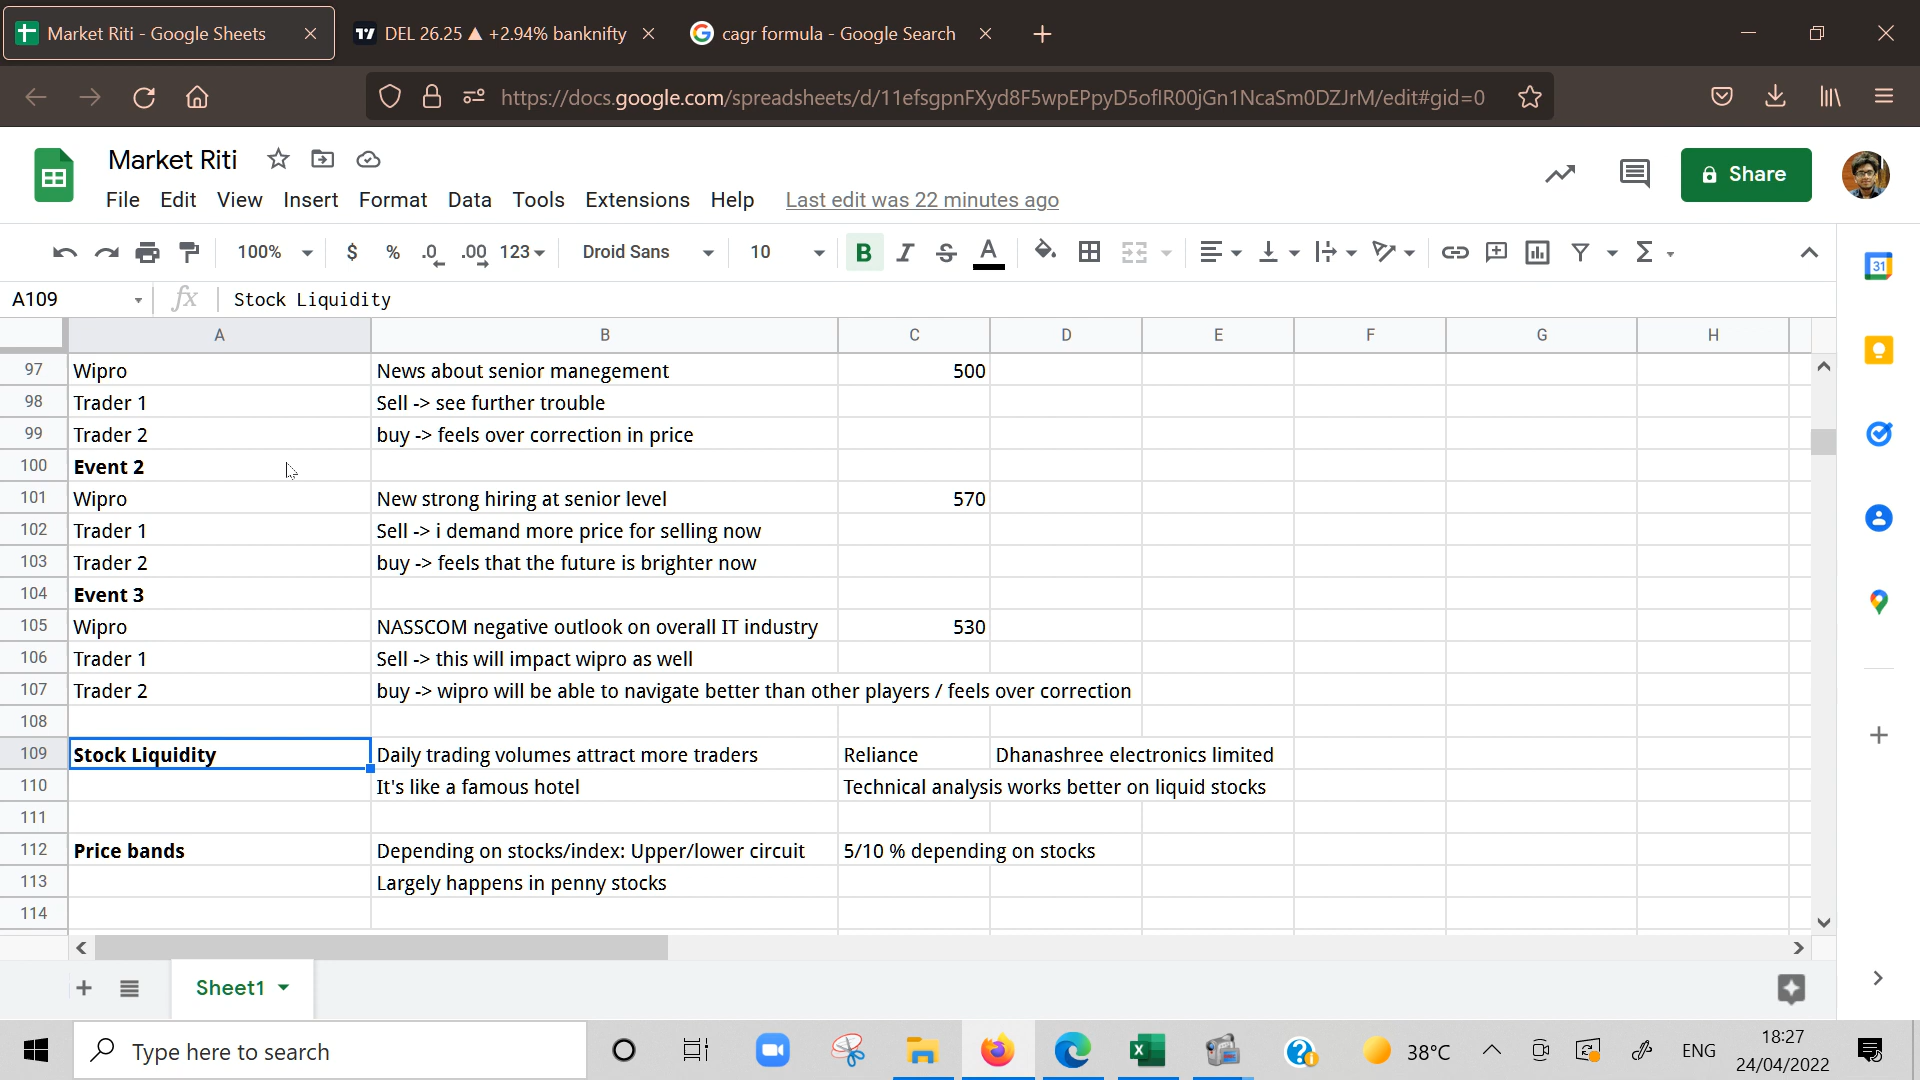 Market Riti - Google Sheets
DEL 26.25 ▲ +2.94% banknifty
cagr formula - Google Search
https://docs.google.com/spreadsheets/d/11efsgpnFXyd8F5wpEPpyD5oflR00jGn1NcaSm0DZJrM/edit#gid=0
Market Riti
Share
File Edit View Insert Format Data Tools Extensions Help Last edit was 22 minutes ago
100% $ % .0 .00 123 Droid Sans 10 B I S A Σ
31
A109 fx Stock Liquidity
A B C D E F G H
97 Wipro News about senior manegement 500
98 Trader 1 Sell -> see further trouble
99 Trader 2 buy -> feels over correction in price
100 Event 2
101 Wipro New strong hiring at senior level 570
102 Trader 1 Sell -> i demand more price for selling now
103 Trader 2 buy -> feels that the future is brighter now
104 Event 3
105 Wipro NASSCOM negative outlook on overall IT industry 530
106 Trader 1 Sell -> this will impact wipro as well
107 Trader 2 buy -> wipro will be able to navigate better than other players / feels over correction
108
109 Stock Liquidity Daily trading volumes attract more traders Reliance Dhanashree electronics limited
110 It's like a famous hotel Technical analysis works better on liquid stocks
111
112 Price bands Depending on stocks/index: Upper/lower circuit 5/10 % depending on stocks
113 Largely happens in penny stocks
114
Sheet1
Type here to search
38°C
ENG
18:27
24/04/2022